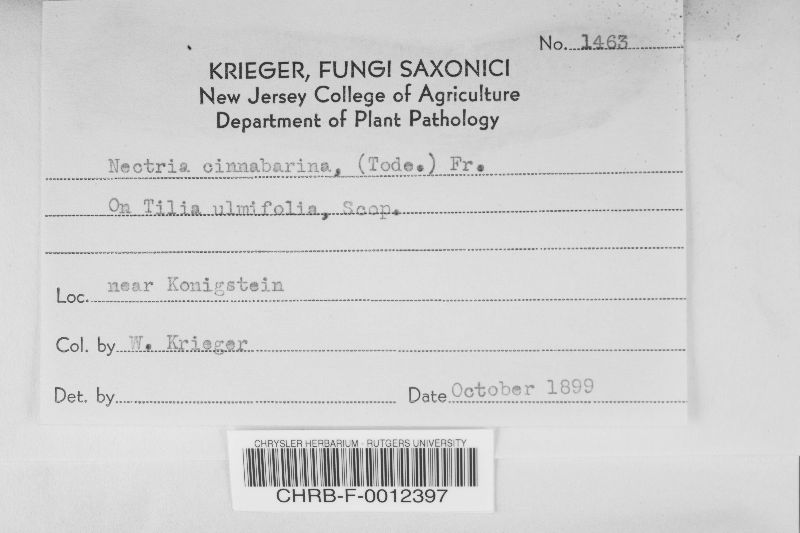 No. 1463
KRIEGER, FUNGI SAXONICI
New Jersey College of Agriculture
Department of Plant Pathology
Nectria cinnabarina, (Tode.) Fr.
On Tilia ulmifolia, Scop.
Loc. near Konigstein
Col. by W. Krieger
Det. by
Date October 1899
CHRYSLER HERBARIUM - RUTGERS UNIVERSITY
CHRB-F-0012397